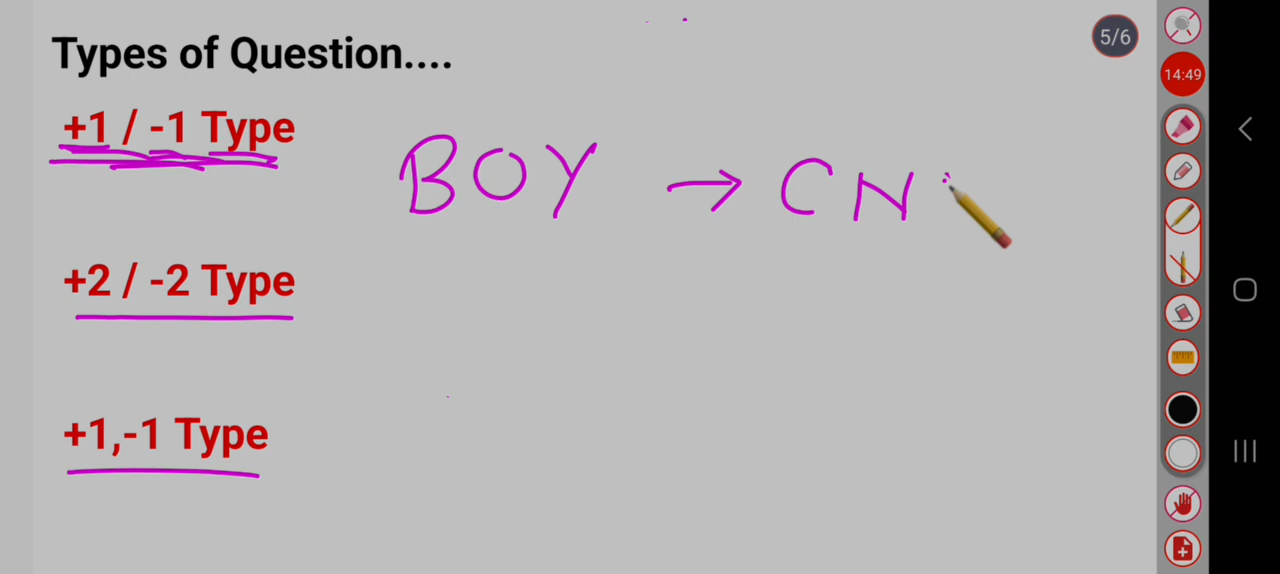 Types of Question....
5/6
14:49
+1 / -1 Type
BOY → CN
+2 / -2 Type
+1,-1 Type